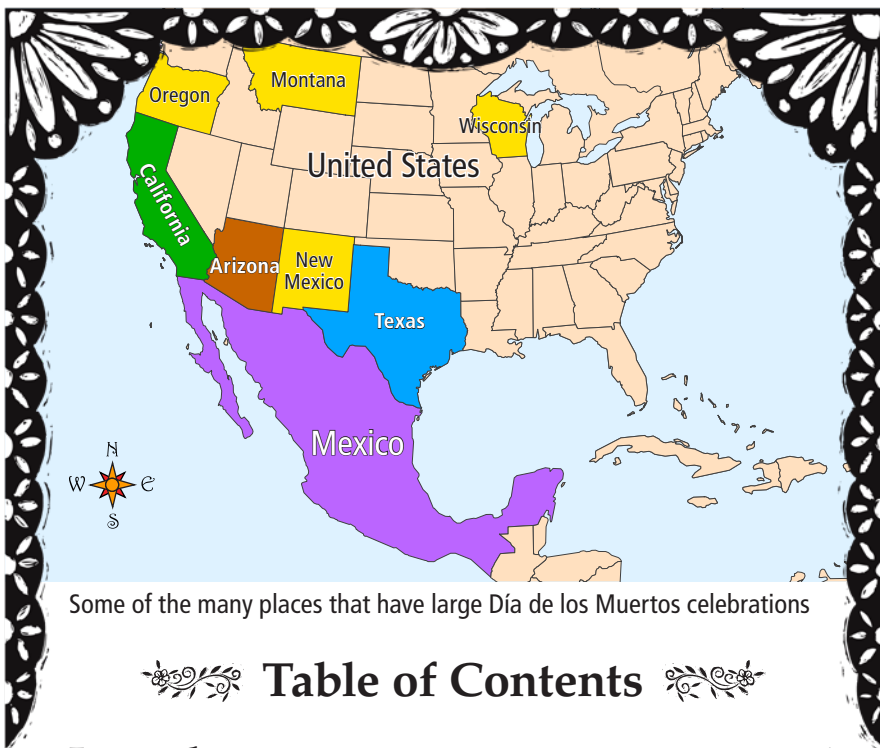 Montana
Oregon
Wisconsin
United States
California
Arizona
New
Mexico
Texas
Mexico
N
W E
S
Some of the many places that have large Día de los Muertos celebrations
Table of Contents